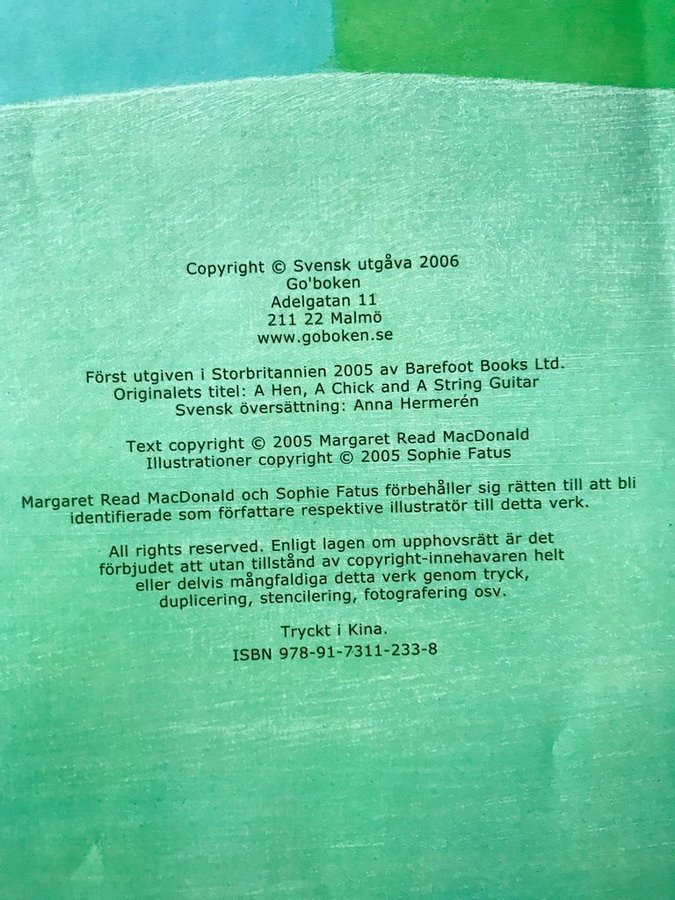 Copyright © Svensk utgåva 2006
Go'boken
Adelgatan 11
211 22 Malmö
www.goboken.se
Först utgiven i Storbritannien 2005 av Barefoot Books Ltd.
Originalets titel: A Hen, A Chick and A String Guitar
Svensk översättning: Anna Hermerén
Text copyright © 2005 Margaret Read MacDonald
Illustrationer copyright © 2005 Sophie Fatus
Margaret Read MacDonald och Sophie Fatus förbehåller sig rätten till att bli
identifierade som författare respektive illustratör till detta verk.
All rights reserved. Enligt lagen om upphovsrätt är det
förbjudet att utan tillstånd av copyright-innehavaren helt
eller delvis mångfaldiga detta verk genom tryck,
duplicering, stencilering, fotografering osv.
Tryckt i Kina.
ISBN 978-91-7311-233-8